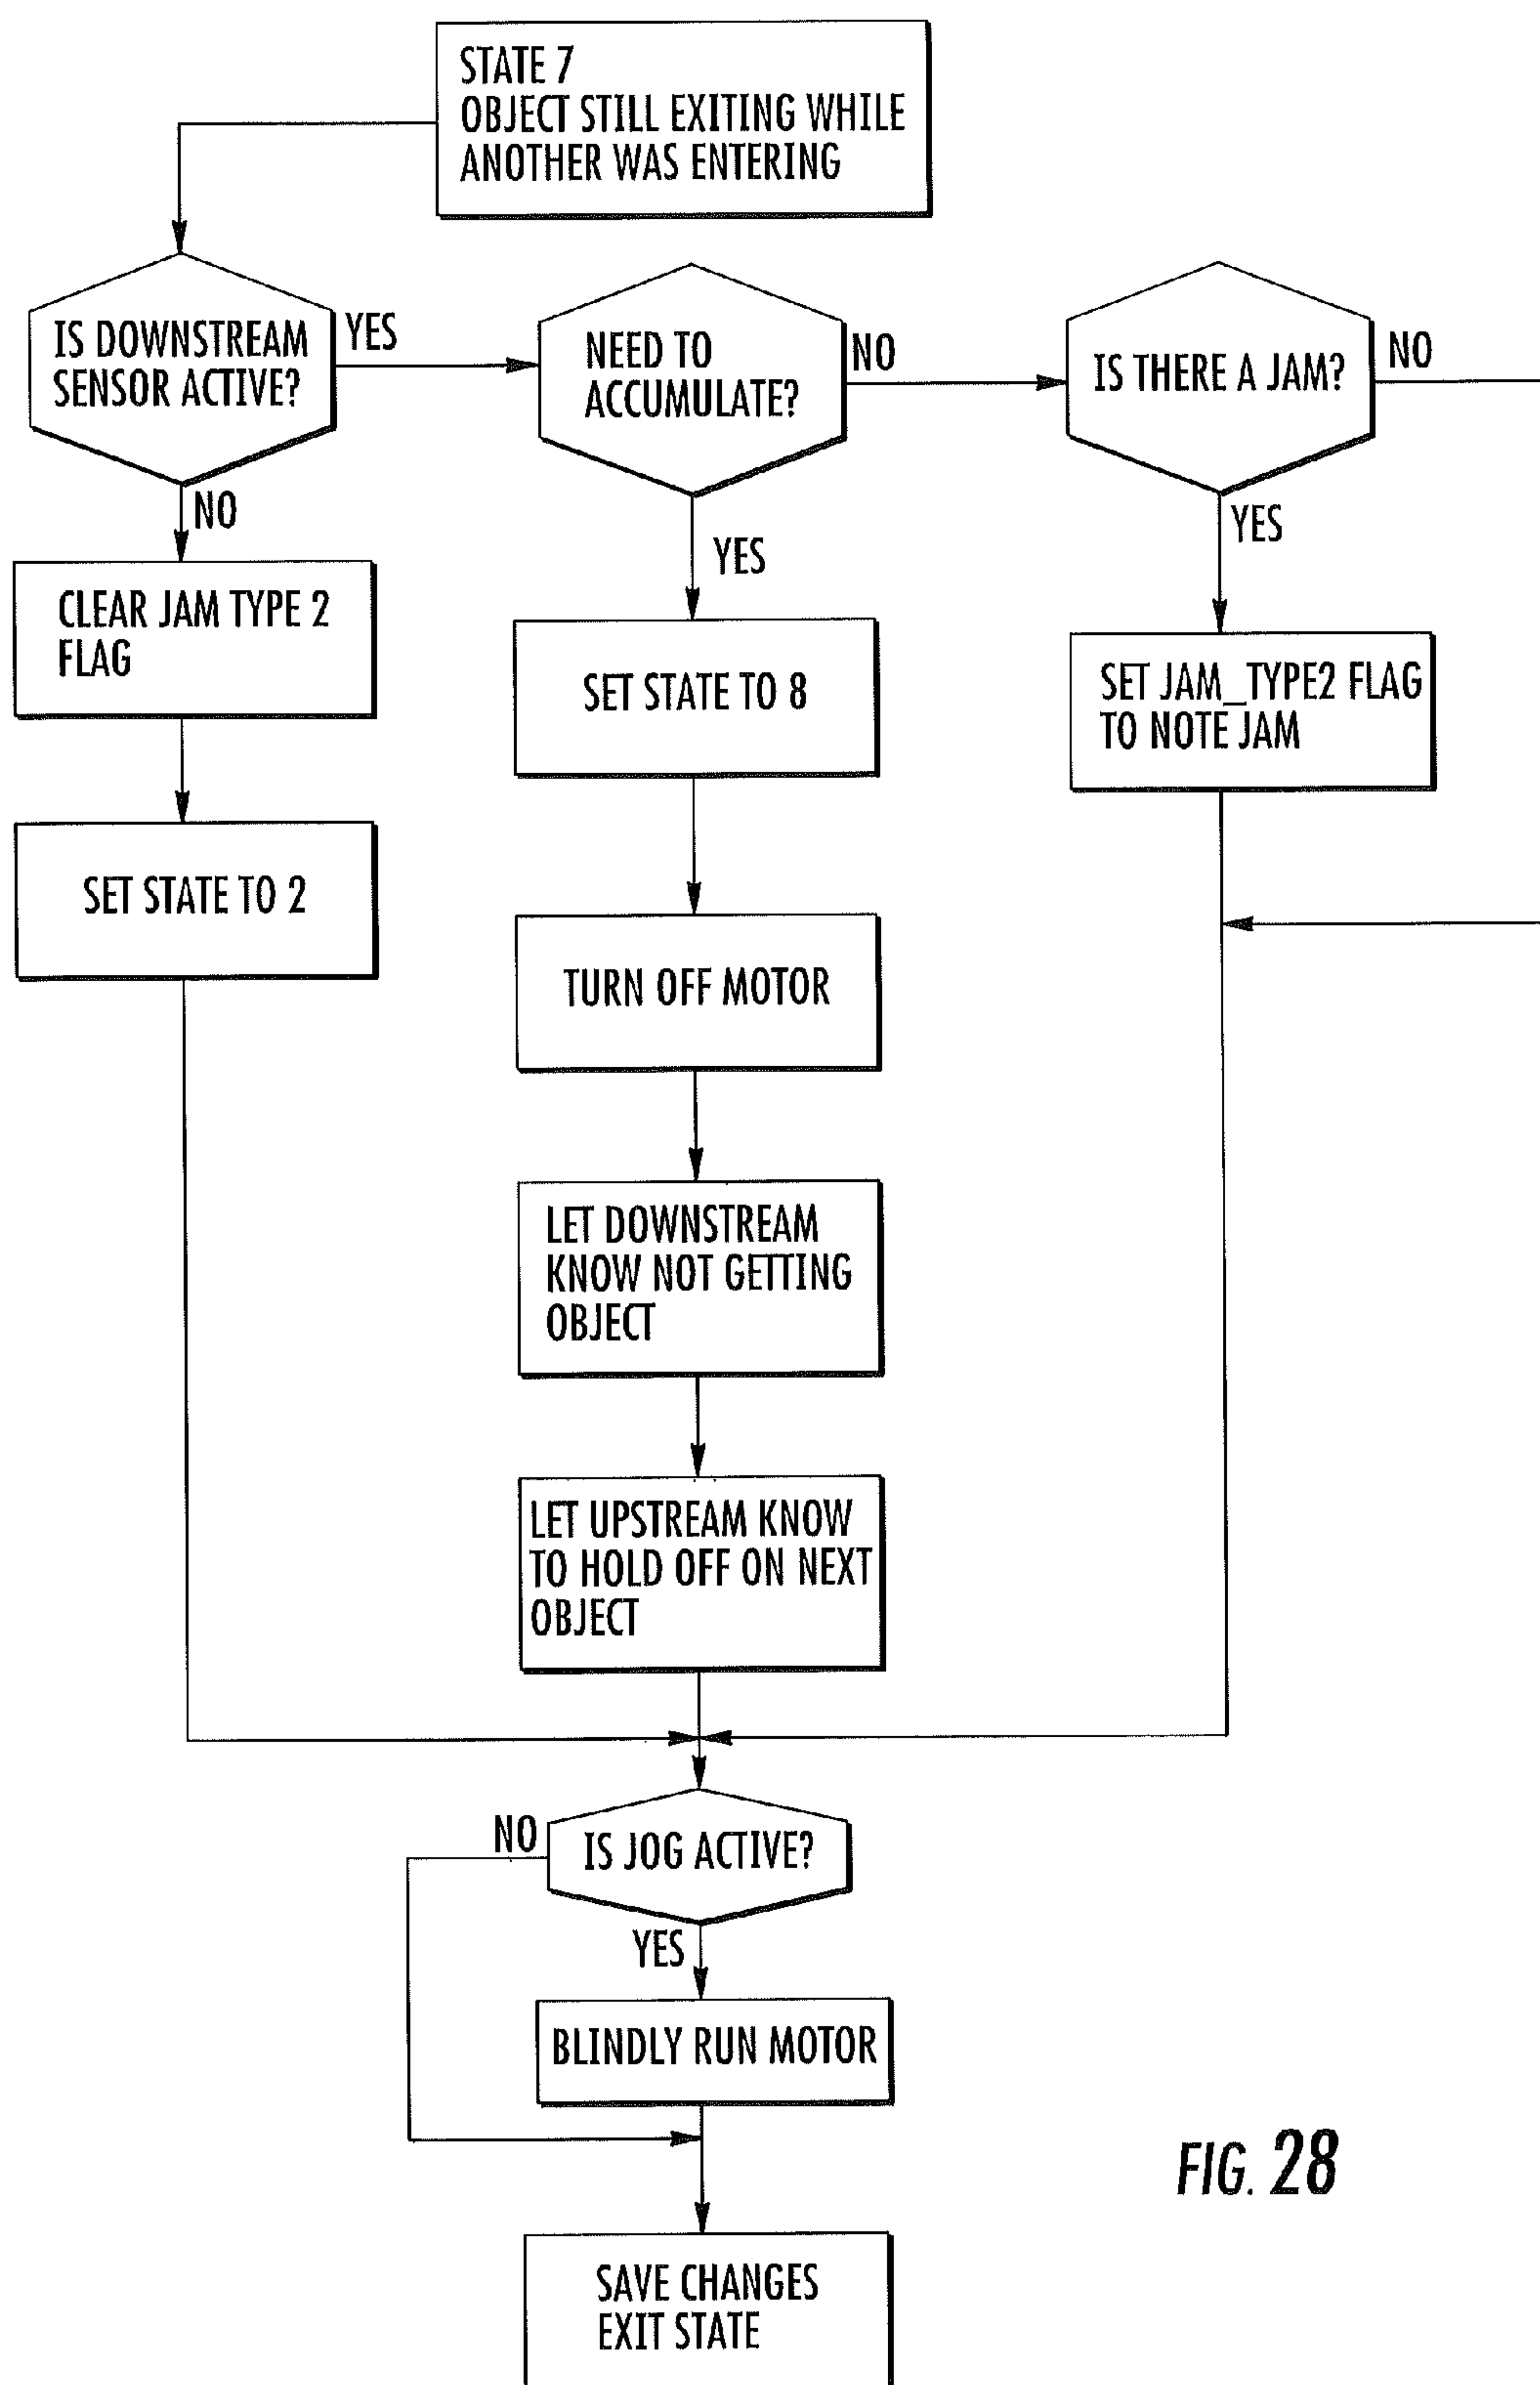 STATE 7
OBJECT STILL EXITING WHILE
ANOTHER WAS ENTERING
IS DOWNSTREAM
SENSOR ACTIVE?
YES
NO
NEED TO
ACCUMULATE?
NO
YES
IS THERE A JAM?
NO
YES
CLEAR JAM TYPE 2
FLAG
SET STATE TO 2
SET STATE TO 8
TURN OFF MOTOR
LET DOWNSTREAM
KNOW NOT GETTING
OBJECT
LET UPSTREAM KNOW
TO HOLD OFF ON NEXT
OBJECT
SET JAM_TYPE2 FLAG
TO NOTE JAM
IS JOG ACTIVE?
NO
YES
BLINDLY RUN MOTOR
SAVE CHANGES
EXIT STATE
FIG. 28